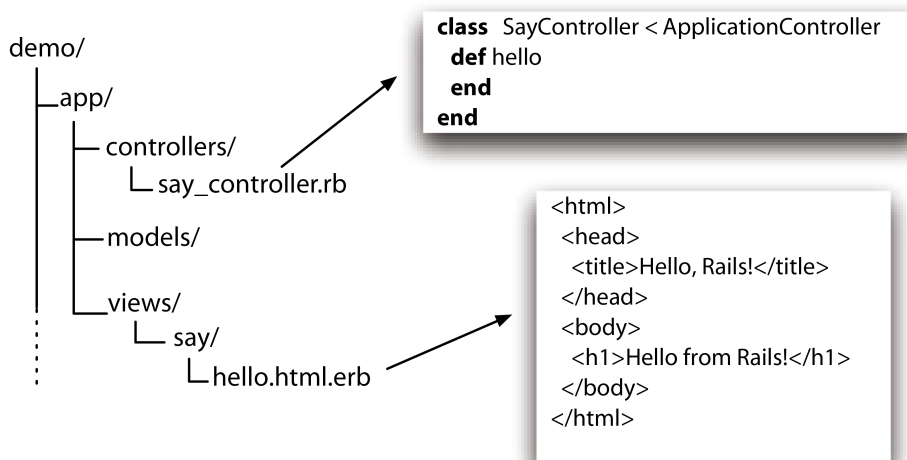 demo/
app/
controllers/
say_controller.rb
models/
views/
say/
hello.html.erb
class SayController < ApplicationController
def hello
end
end
<html>
<head>
<title>Hello, Rails!</title>
</head>
<body>
<h1>Hello from Rails!</h1>
</body>
</html>